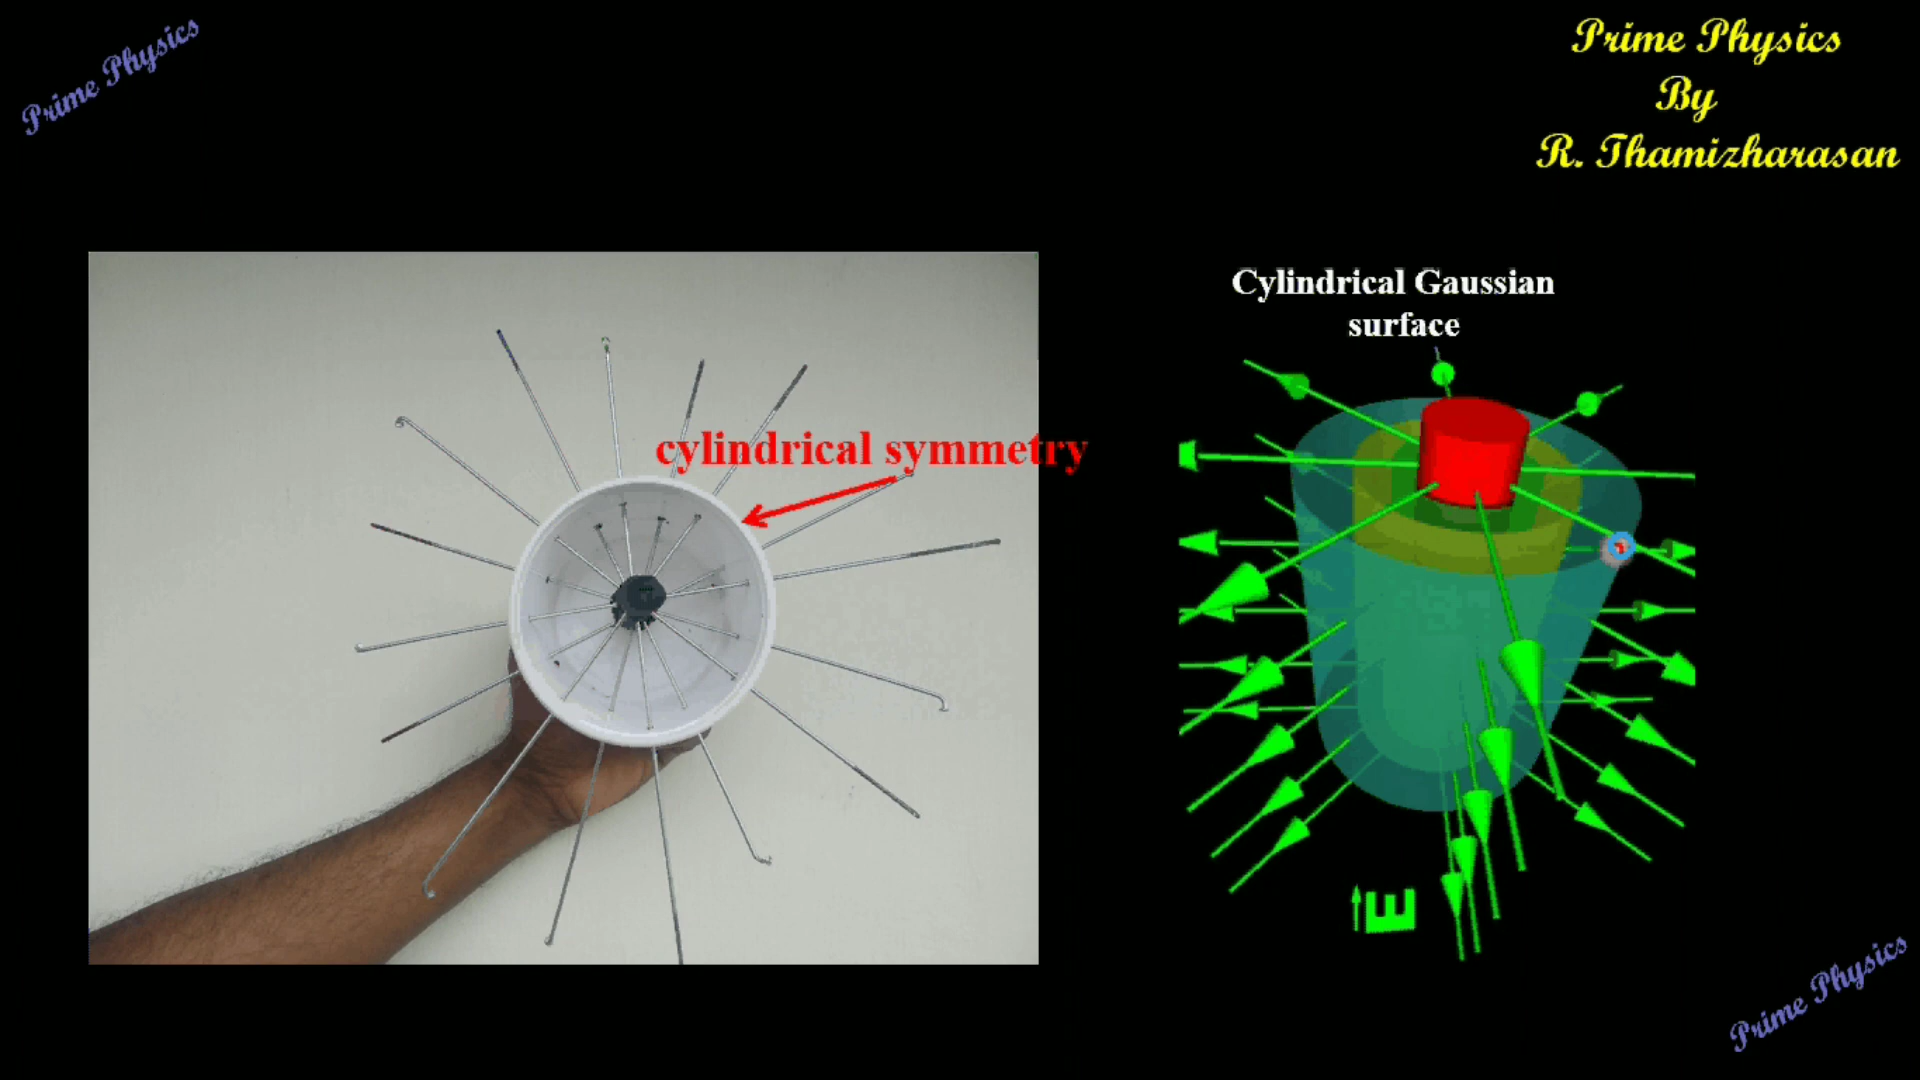 Prime Physics
Prime Physics
By
R. Thamizharasan
Cylindrical Gaussian
surface
cylindrical symmetry
E
Prime Physics